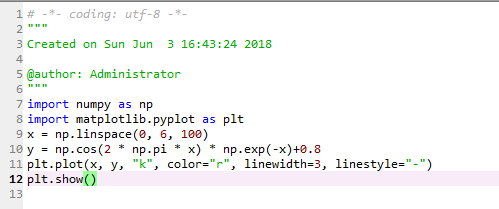 1 # -*- coding: utf-8 -*-
2 """
3 Created on Sun Jun  3 16:43:24 2018
4
5 @author: Administrator
6 """
7 import numpy as np
8 import matplotlib.pyplot as plt
9 x = np.linspace(0, 6, 100)
10 y = np.cos(2 * np.pi * x) * np.exp(-x)+0.8
11 plt.plot(x, y, "k", color="r", linewidth=3, linestyle="-")
12 plt.show()
13